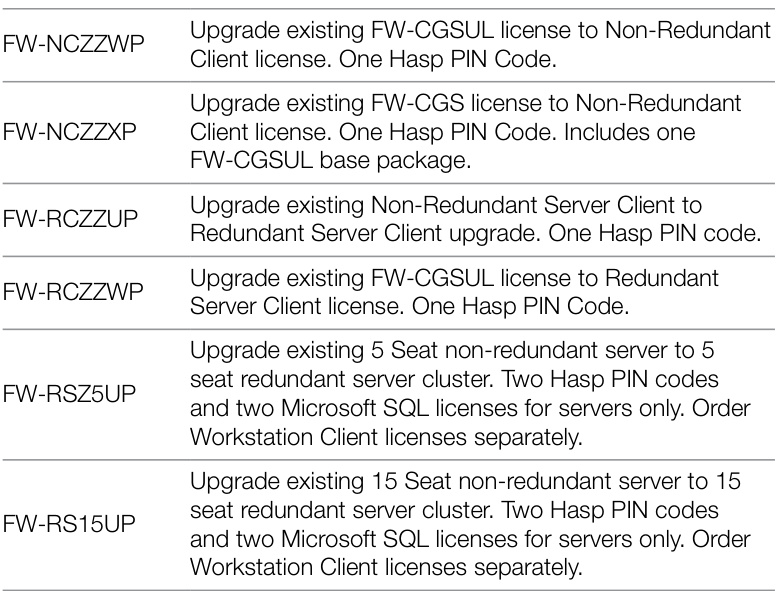 FW-NCZZWP
Upgrade existing FW-CGSUL license to Non-Redundant
Client license. One Hasp PIN Code.
FW-NCZZXP
Upgrade existing FW-CGS license to Non-Redundant
Client license. One Hasp PIN Code. Includes one
FW-CGSUL base package.
FW-RCZZUP
Upgrade existing Non-Redundant Server Client to
Redundant Server Client upgrade. One Hasp PIN code.
FW-RCZZWP
Upgrade existing FW-CGSUL license to Redundant
Server Client license. One Hasp PIN Code.
FW-RSZ5UP
Upgrade existing 5 Seat non-redundant server to 5
seat redundant server cluster. Two Hasp PIN codes
and two Microsoft SQL licenses for servers only. Order
Workstation Client licenses separately.
FW-RS15UP
Upgrade existing 15 Seat non-redundant server to 15
seat redundant server cluster. Two Hasp PIN codes
and two Microsoft SQL licenses for servers only. Order
Workstation Client licenses separately.